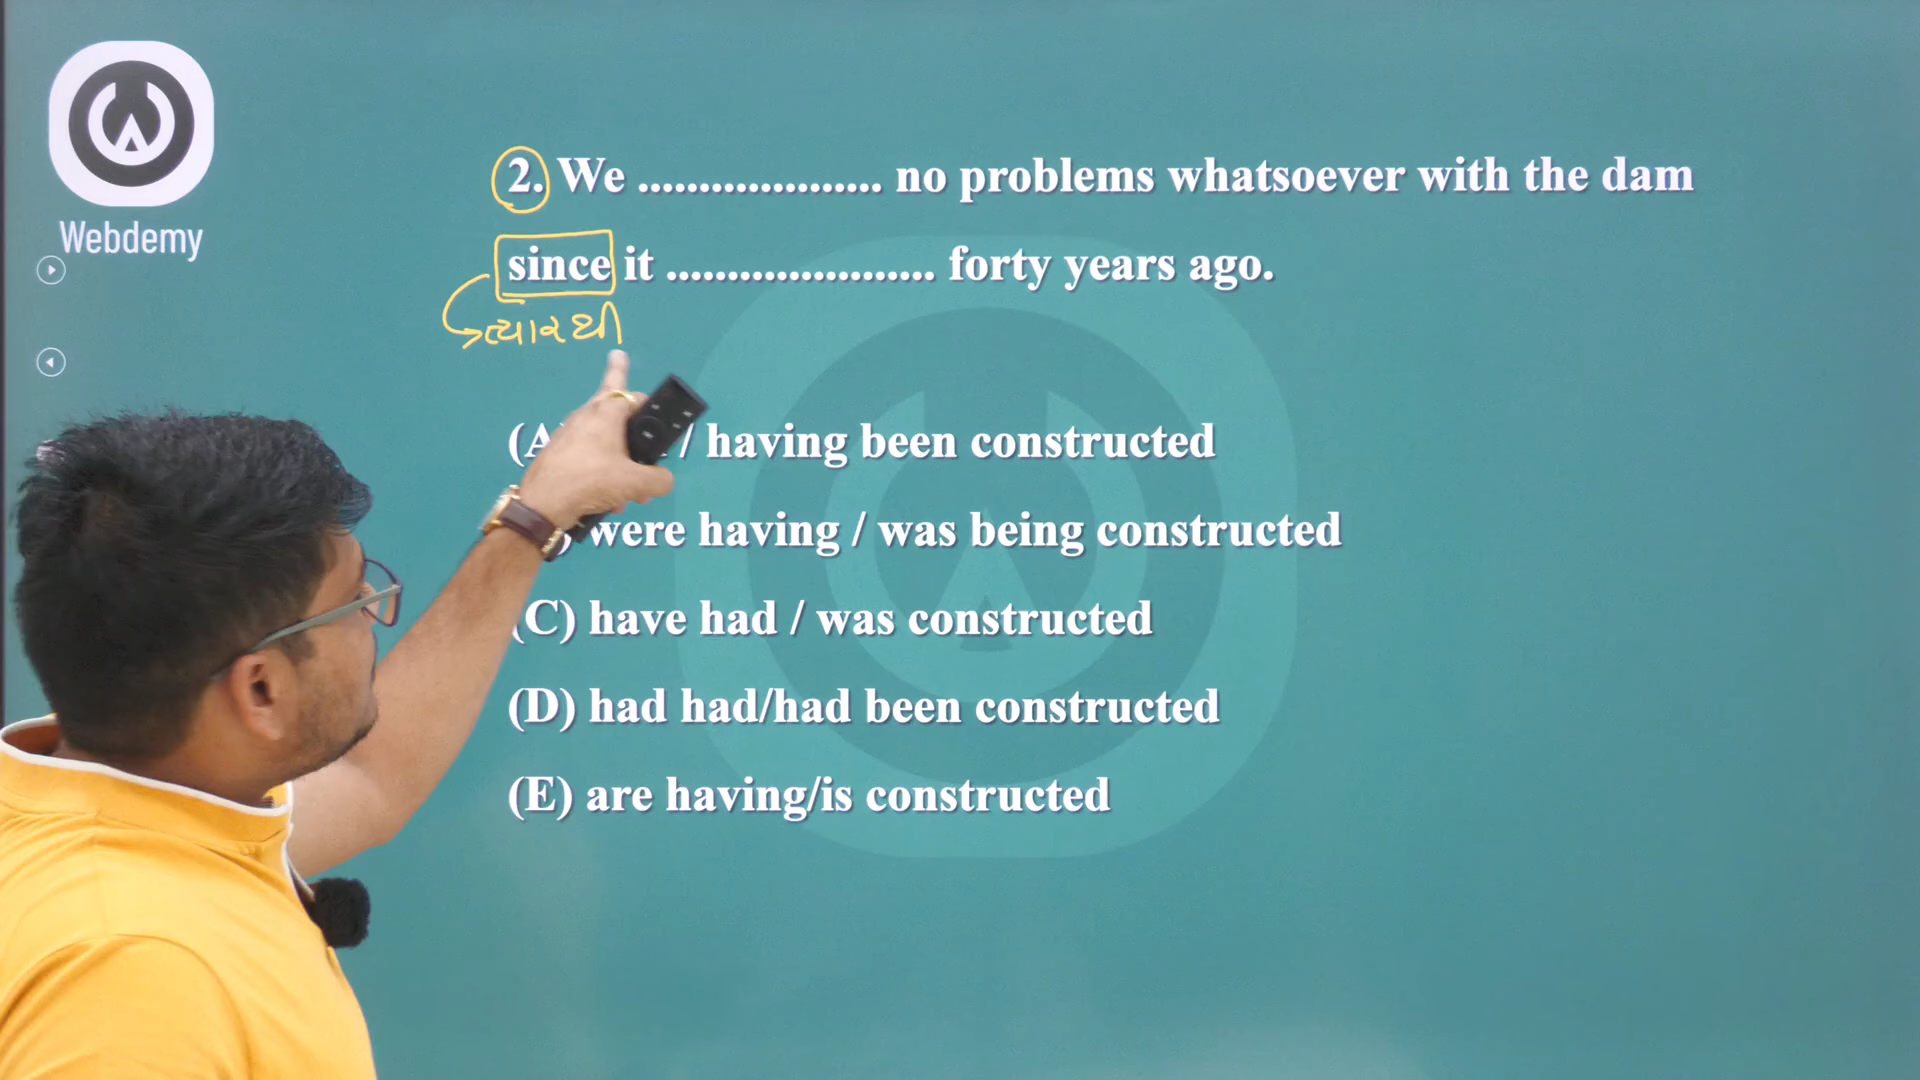 Webdemy
2. We .................... no problems whatsoever with the dam
since it ...................... forty years ago.
ત્યારથી
(A) / having been constructed
were having / was being constructed
(C) have had / was constructed
(D) had had/had been constructed
(E) are having/is constructed